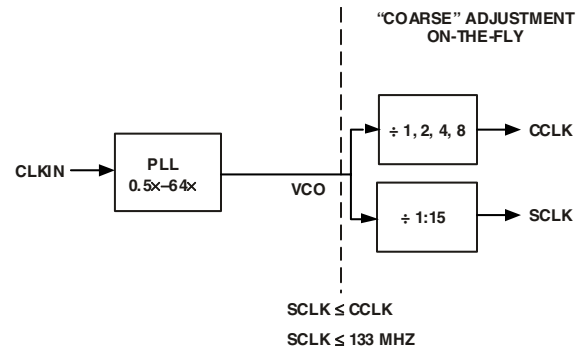 “COARSE” ADJUSTMENT
ON-THE-FLY
÷ 1, 2, 4, 8
CCLK
PLL
0.5×–64×
CLKIN
VCO
÷ 1:15
SCLK
SCLK ≤ CCLK
SCLK ≤ 133 MHZ